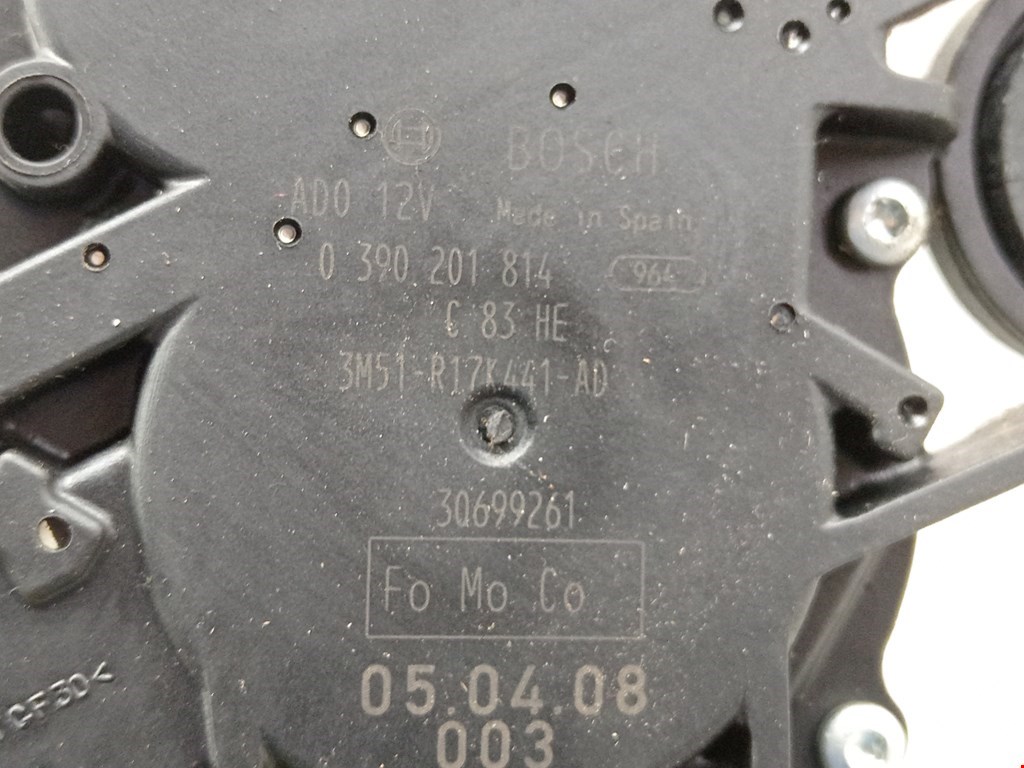 BOSCH
ADO 12V Made in Spain
0 390 201 814 964
C 83 HE
3M51-R17K441-AD
30699261
Fo Mo Co
05.04.08
003
GF30<